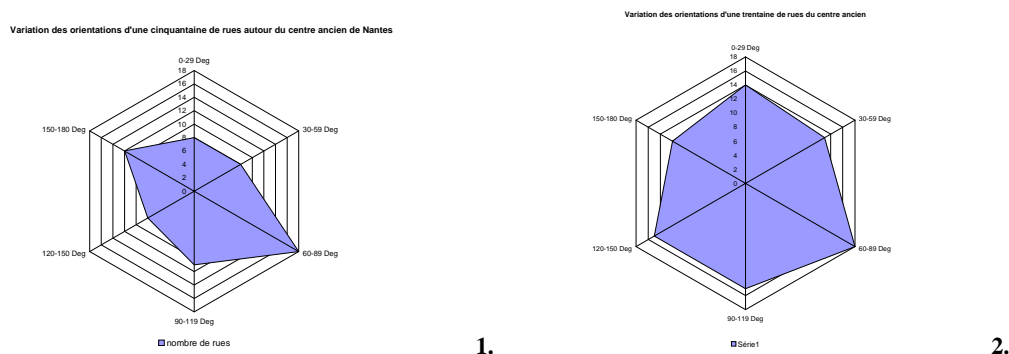 Variation des orientations d'une cinquantaine de rues autour du centre ancien de Nantes
0-29 Deg
18
16
14
12
10
8
6
4
2
0
150-180 Deg
30-59 Deg
120-150 Deg
60-89 Deg
90-119 Deg
nombre de rues
1.
Variation des orientations d'une trentaine de rues du centre ancien
0-29 Deg
18
16
14
12
10
8
6
4
2
0
150-180 Deg
30-59 Deg
120-150 Deg
60-89 Deg
90-119 Deg
Série1
2.